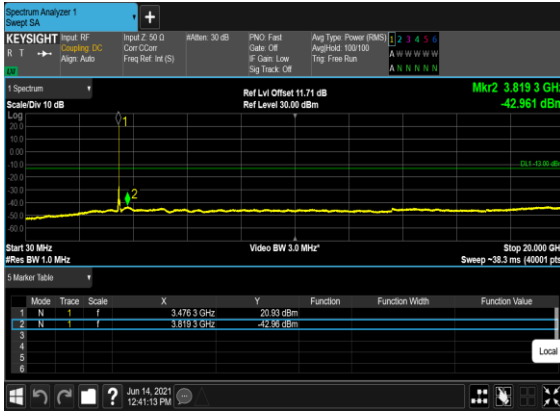 Spectrum Analyzer 1
Swept SA
+
KEYSIGHT Input: RF Input Z: 50 Ω #Atten: 30 dB PNO: Fast Avg Type: Power (RMS) 1 2 3 4 5 6
R T Coupling: DC Corr CCorr Gate: Off Avg|Hold: 100/100 A W W W W W
Align: Auto Freq Ref: Int (S) IF Gain: Low Trig: Free Run
Sig Track: Off A N N N N N
1 Spectrum
Scale/Div 10 dB
Ref Lvl Offset 11.71 dB
Ref Level 30.00 dBm
Mkr2 3.819 3 GHz
-42.961 dBm
Log
20.0
10.0
0.00
-10.0
-20.0
-30.0
-40.0
-50.0
-60.0
1
2
DL1 -13.00 dBm
Start 30 MHz Video BW 3.0 MHz* Stop 20.000 GHz
#Res BW 1.0 MHz Sweep ~38.3 ms (40001 pts)
5 Marker Table
Mode Trace Scale X Y Function Function Width Function Value
1 N 1 f 3.476 3 GHz 20.93 dBm
2 N 1 f 3.819 3 GHz -42.96 dBm
3
4
5
6
Local
?
Jun 14, 2021
12:41:13 PM